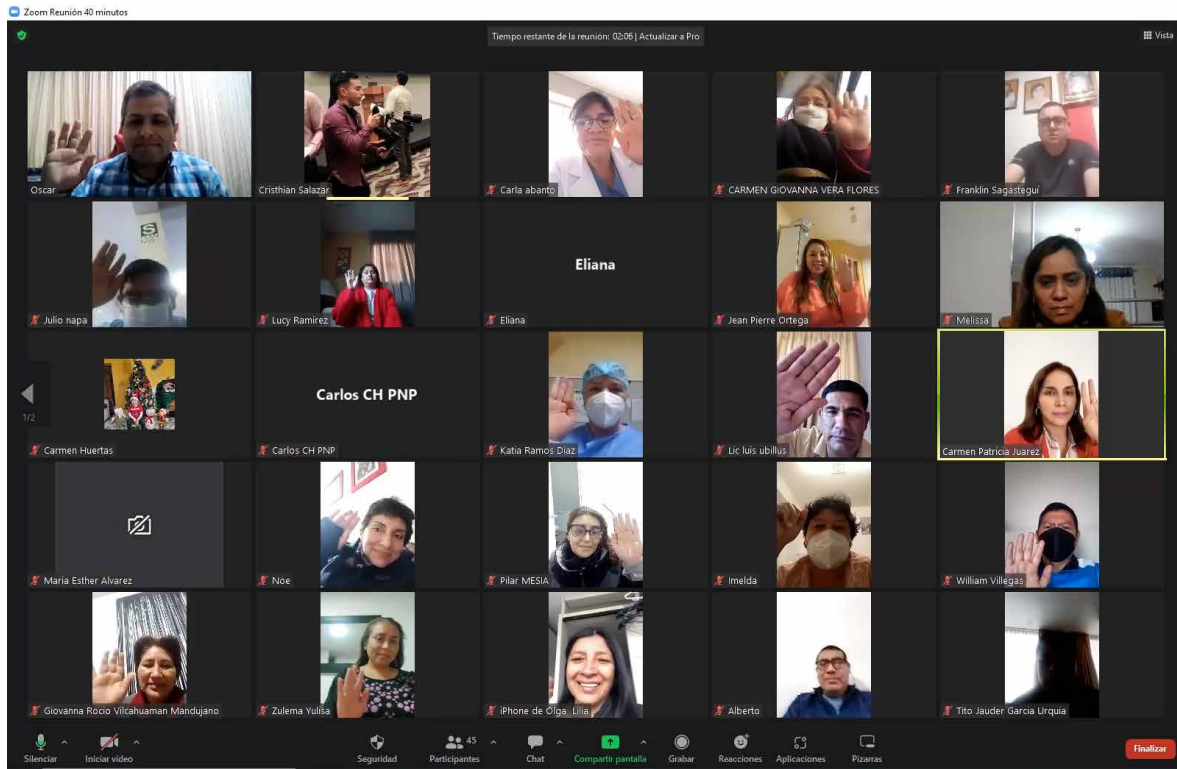 Zoom Reunión 40 minutos
Tiempo restante de la reunión: 02:06 | Actualizar a Pro
Vista
Oscar
Cristhian Salazar
Carla abanto
CARMEN GIOVANNA VERA FLORES
Franklin Sagástegui
S
Julio napa
Lucy Ramirez
Eliana
Eliana
Jean Pierre Ortega
Melissa
1/2
Carmen Huertas
Carlos CH PNP
Carlos CH PNP
Katia Ramos Diaz
Lic luis ubillus
Carmen Patricia Juarez
Maria Esther Alvarez
Noe
Pilar MESIA
Imelda
William Villegas
Giovanna Rocio Vilcahuaman Mandujano
Zulema Yulisa
iPhone de Olga Lilia
Alberto
Tito Jauder Garcia Urquia
Silenciar
Iniciar video
Seguridad
45
Participantes
Chat
Compartir pantalla
Grabar
Reacciones
Aplicaciones
Pizarras
Finalizar